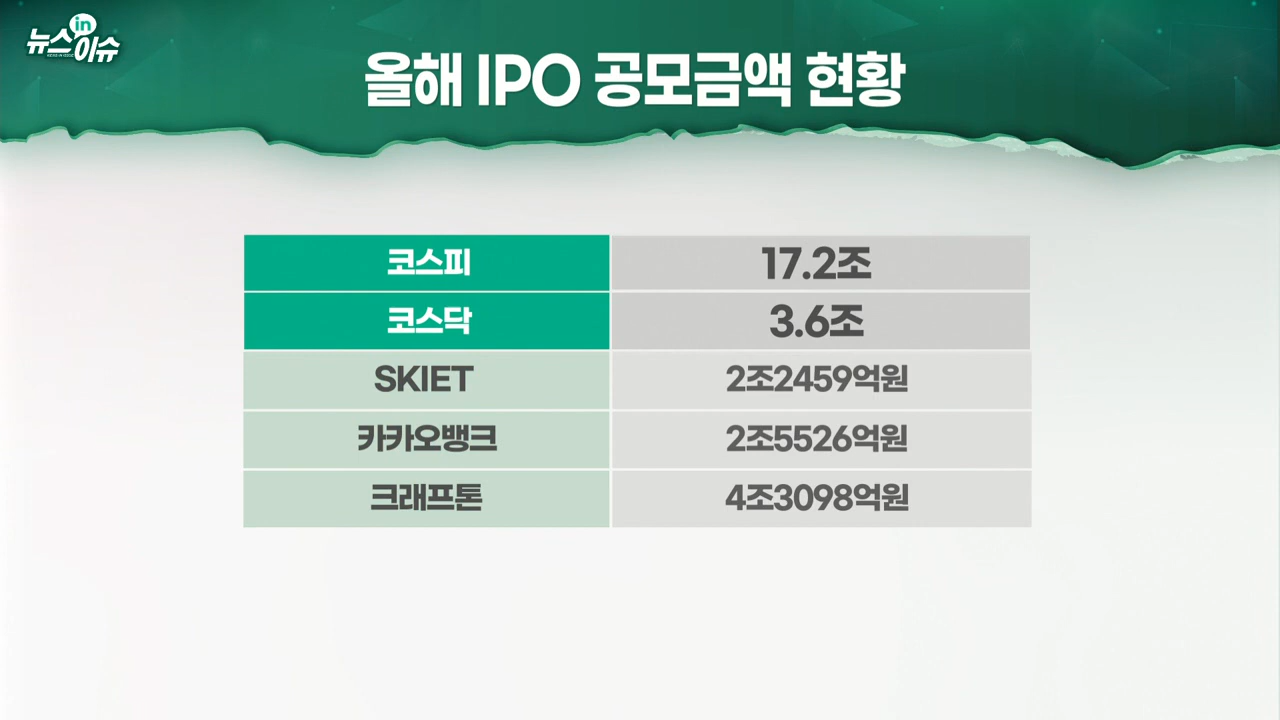 뉴스in이슈
올해 IPO 공모금액 현황
코스피 17.2조
코스닥 3.6조
SKIET 2조2459억원
카카오뱅크 2조5526억원
크래프톤 4조3098억원